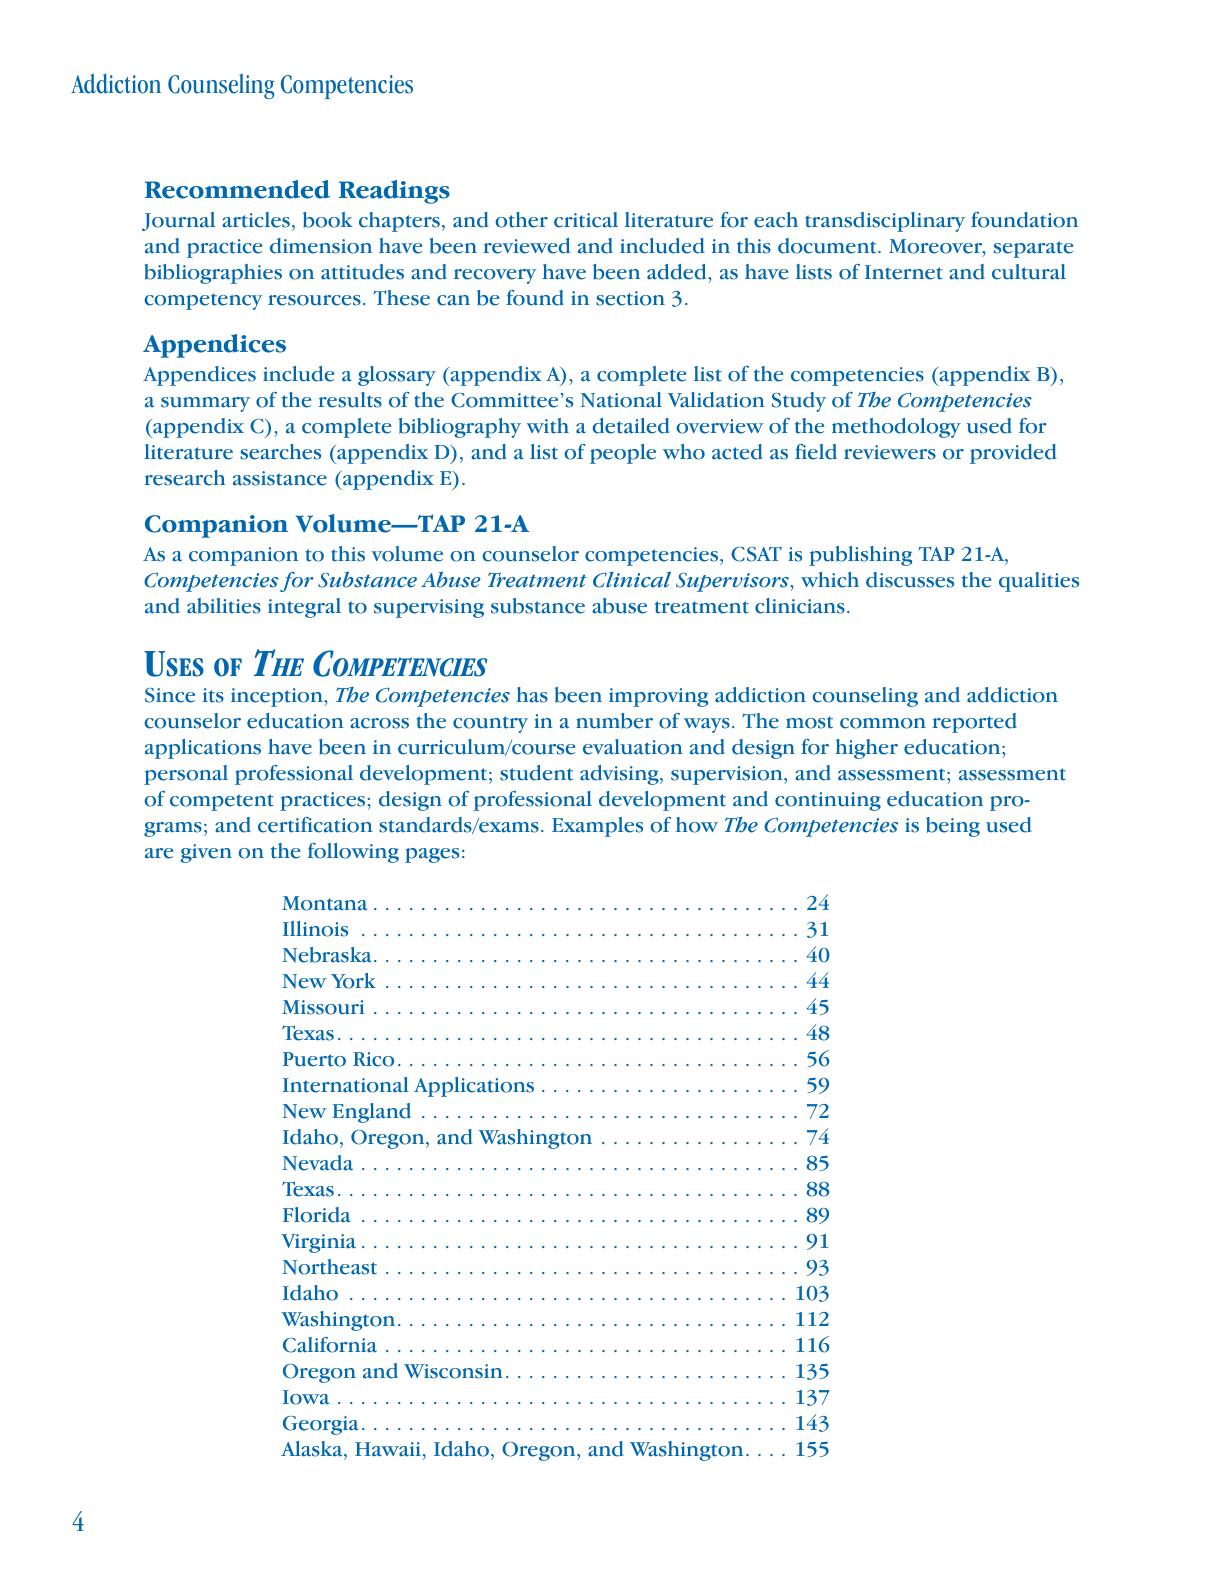 Addiction Counseling Competencies
Recommended Readings
Journal articles, book chapters, and other critical literature for each transdisciplinary foundation
and practice dimension have been reviewed and included in this document. Moreover, separate
bibliographies on attitudes and recovery have been added, as have lists of Internet and cultural
competency resources. These can be found in section 3.
Appendices
Appendices include a glossary (appendix A), a complete list of the competencies (appendix B),
a summary of the results of the Committee's National Validation Study of The Competencies
(appendix C), a complete bibliography with a detailed overview of the methodology used for
literature searches (appendix D), and a list of people who acted as field reviewers or provided
research assistance (appendix E).
Companion Volume—TAP 21-A
As a companion to this volume on counselor competencies, CSAT is publishing TAP 21-A,
Competencies for Substance Abuse Treatment Clinical Supervisors, which discusses the qualities
and abilities integral to supervising substance abuse treatment clinicians.
USES OF THE COMPETENCIES
Since its inception, The Competencies has been improving addiction counseling and addiction
counselor education across the country in a number of ways. The most common reported
applications have been in curriculum/course evaluation and design for higher education;
personal professional development; student advising, supervision, and assessment; assessment
of competent practices; design of professional development and continuing education pro-
grams; and certification standards/exams. Examples of how The Competencies is being used
are given on the following pages:
Montana . . . . . . . . . . . . . . . . . . . . . . . . . . . . . . . . . . . . 24
Illinois . . . . . . . . . . . . . . . . . . . . . . . . . . . . . . . . . . . . . 31
Nebraska. . . . . . . . . . . . . . . . . . . . . . . . . . . . . . . . . . . . 40
New York . . . . . . . . . . . . . . . . . . . . . . . . . . . . . . . . . . . 44
Missouri . . . . . . . . . . . . . . . . . . . . . . . . . . . . . . . . . . . . 45
Texas. . . . . . . . . . . . . . . . . . . . . . . . . . . . . . . . . . . . . . . 48
Puerto Rico. . . . . . . . . . . . . . . . . . . . . . . . . . . . . . . . . . 56
International Applications . . . . . . . . . . . . . . . . . . . . . . 59
New England . . . . . . . . . . . . . . . . . . . . . . . . . . . . . . . . 72
Idaho, Oregon, and Washington . . . . . . . . . . . . . . . . . 74
Nevada . . . . . . . . . . . . . . . . . . . . . . . . . . . . . . . . . . . . . 85
Texas. . . . . . . . . . . . . . . . . . . . . . . . . . . . . . . . . . . . . . . 88
Florida . . . . . . . . . . . . . . . . . . . . . . . . . . . . . . . . . . . . . 89
Virginia . . . . . . . . . . . . . . . . . . . . . . . . . . . . . . . . . . . . . 91
Northeast . . . . . . . . . . . . . . . . . . . . . . . . . . . . . . . . . . . 93
Idaho . . . . . . . . . . . . . . . . . . . . . . . . . . . . . . . . . . . . . 103
Washington. . . . . . . . . . . . . . . . . . . . . . . . . . . . . . . . . 112
California . . . . . . . . . . . . . . . . . . . . . . . . . . . . . . . . . . 116
Oregon and Wisconsin. . . . . . . . . . . . . . . . . . . . . . . . 135
Iowa . . . . . . . . . . . . . . . . . . . . . . . . . . . . . . . . . . . . . . 137
Georgia. . . . . . . . . . . . . . . . . . . . . . . . . . . . . . . . . . . . 143
Alaska, Hawaii, Idaho, Oregon, and Washington. . . . 155
4